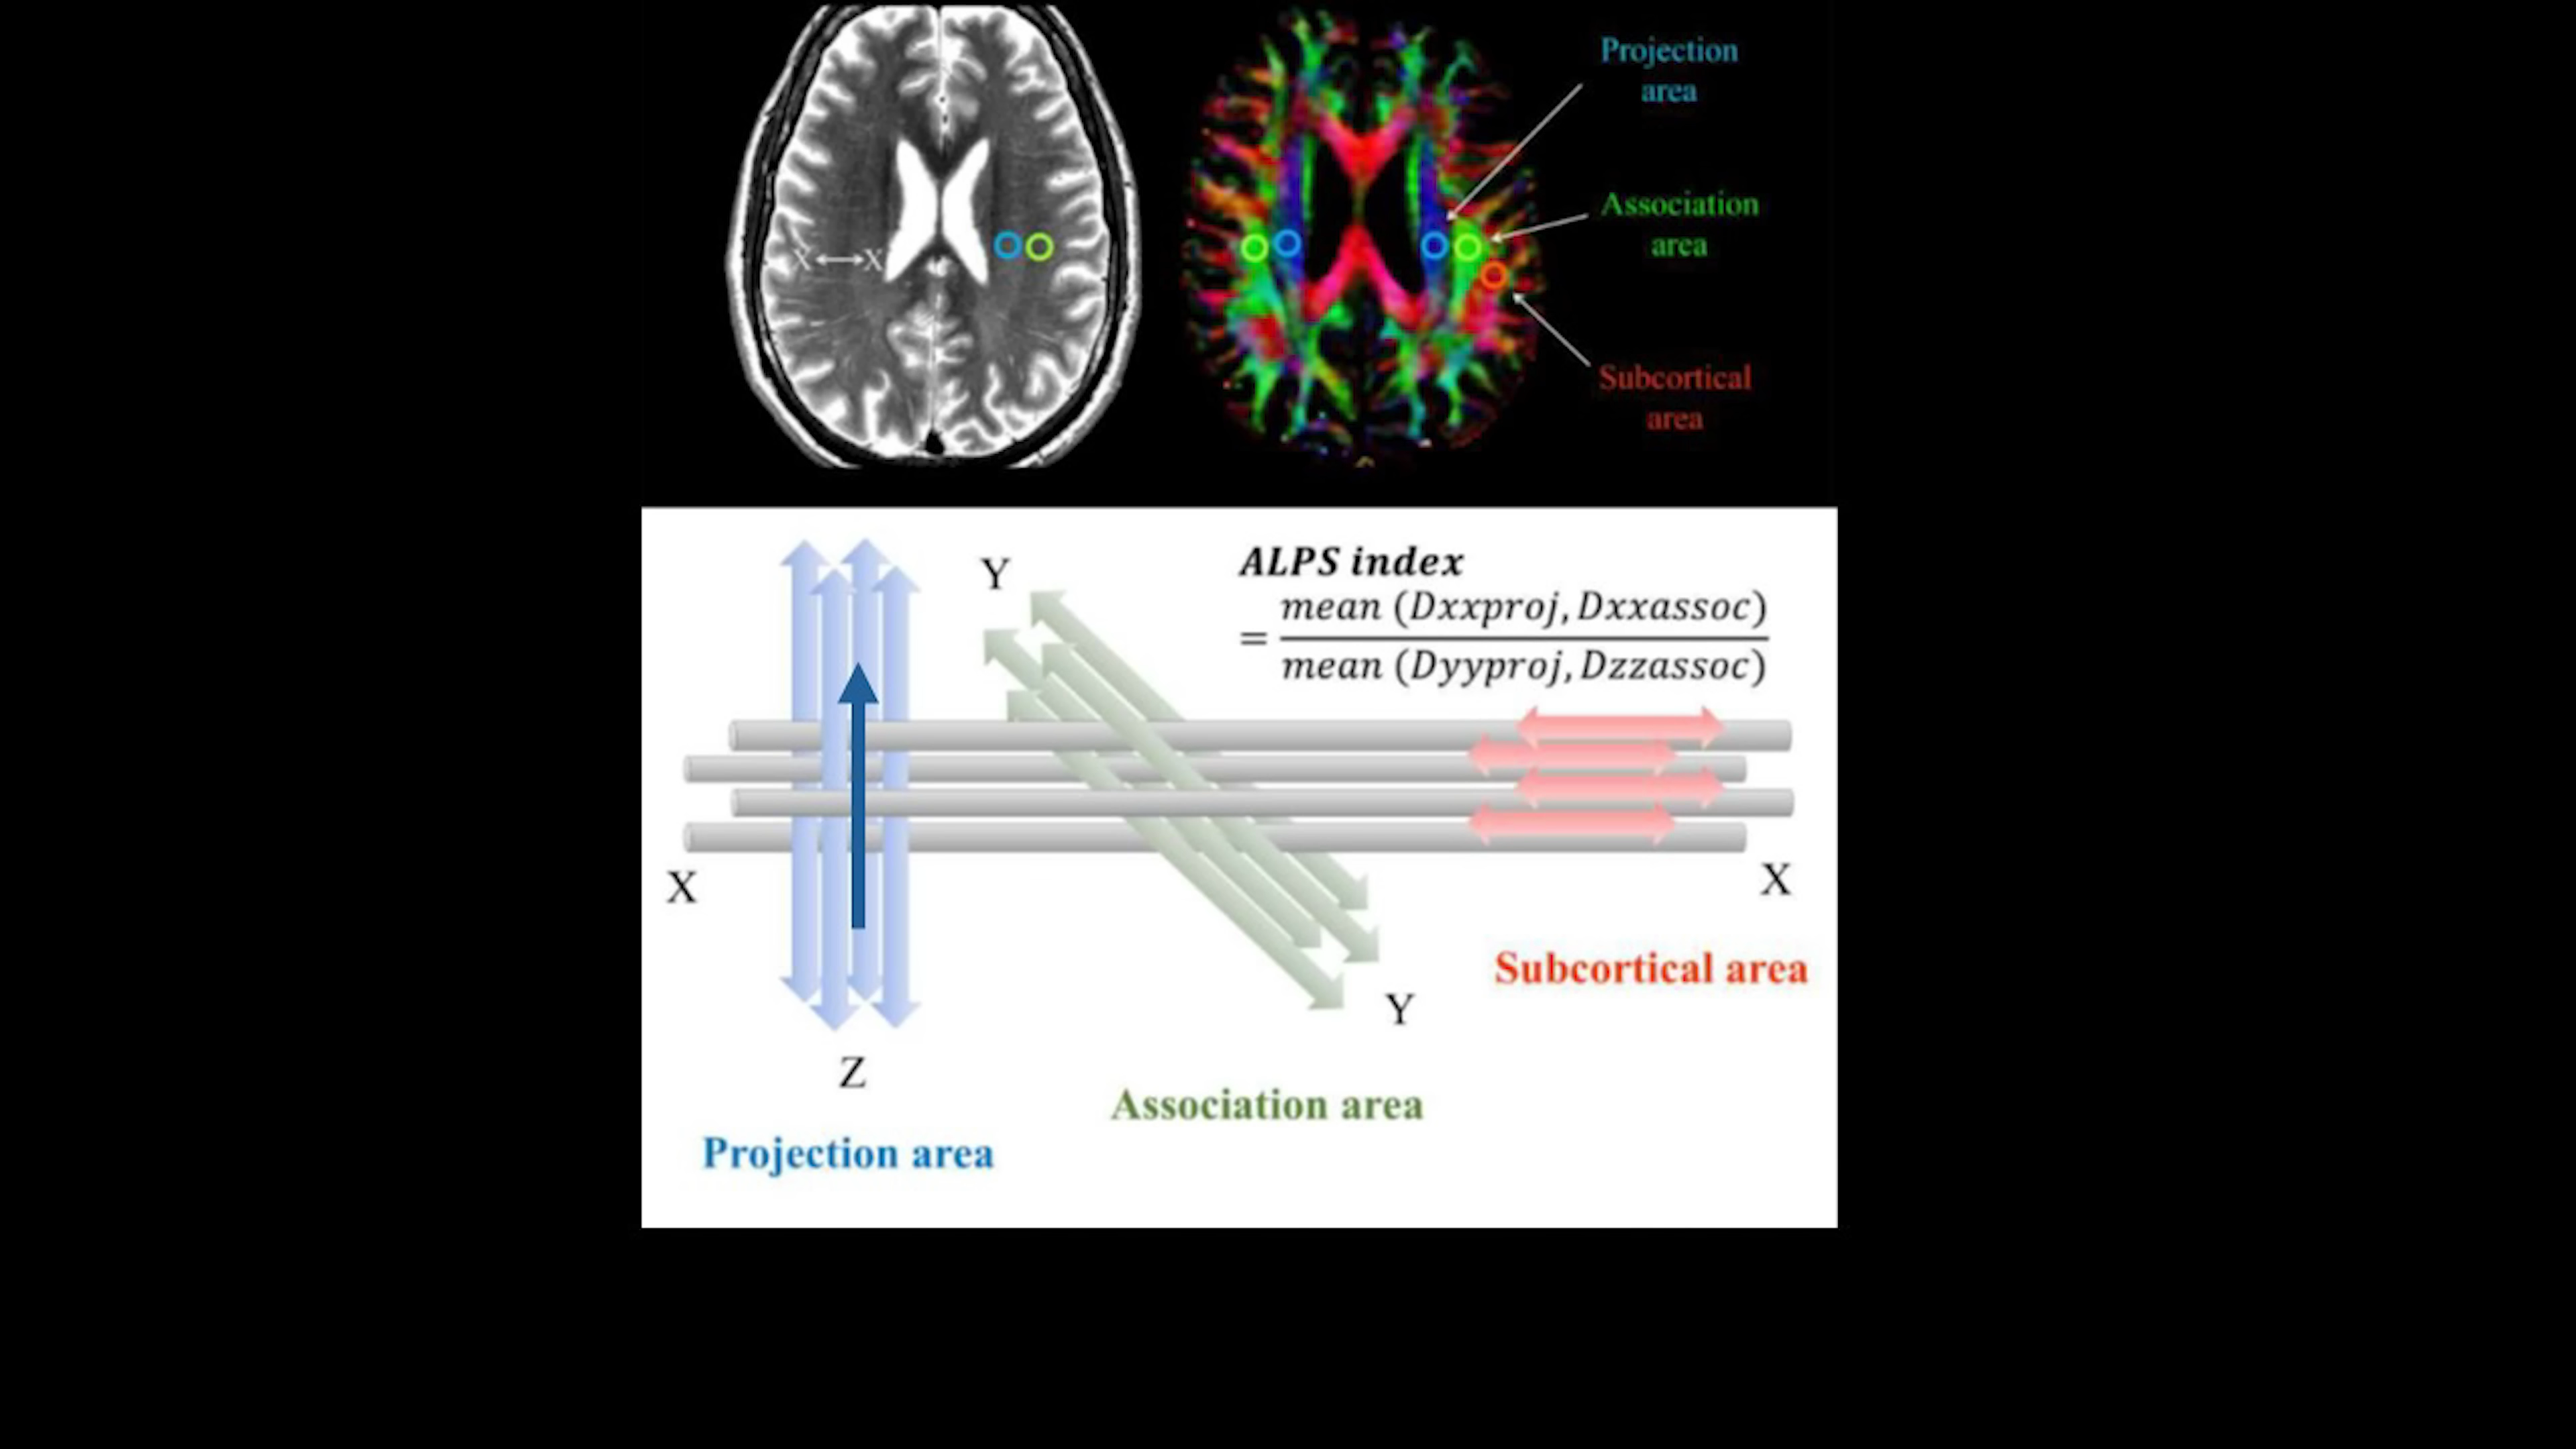 Projection
area
Association
area
X X
Subcortical
area
Y
ALPS index
= mean (Dxxproj, Dxxassoc)
mean (Dyyproj, Dzzassoc)
X
X
Subcortical area
Y
Z
Association area
Projection area